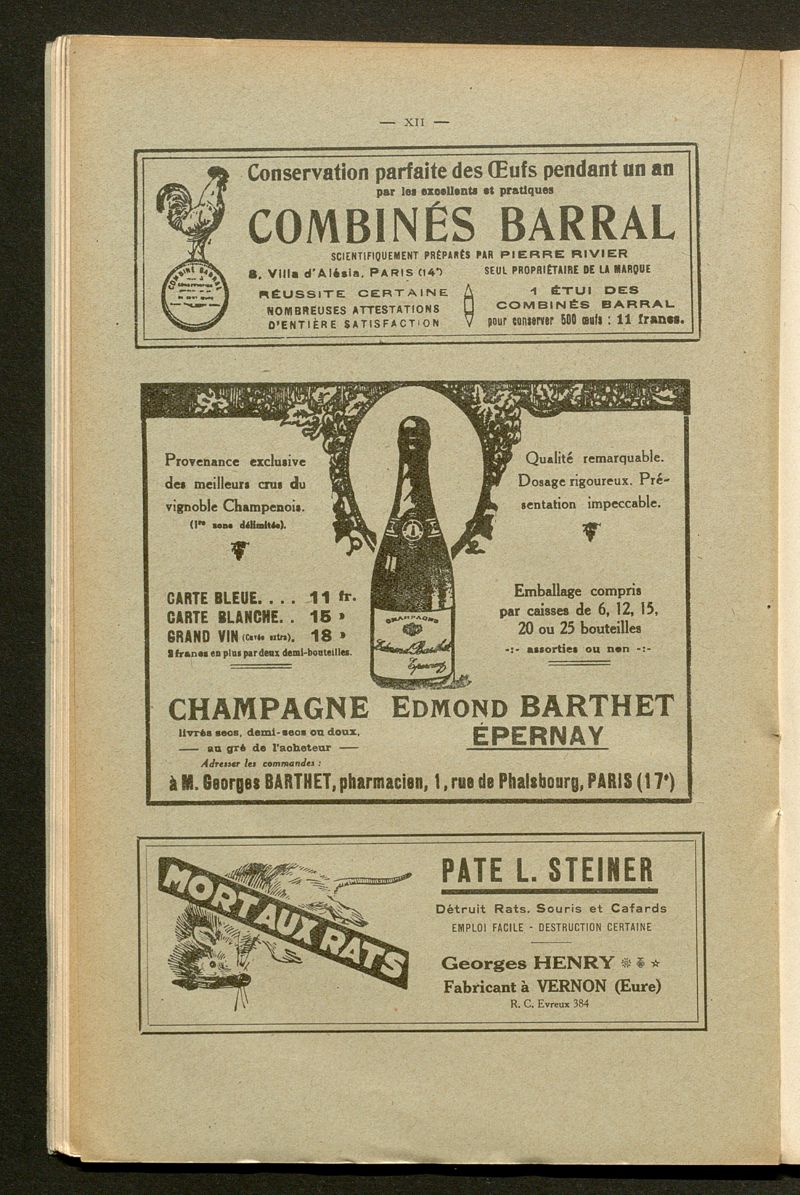 — XII —
Conservation parfaite des Œufs pendant un an
par les excellents et pratiques
COMBINÉS BARRAL
SCIENTIFIQUEMENT PRÉPARÉS PAR PIERRE RIVIER
8, Villa d'Alésia, PARIS (14e)
SEUL PROPRIÉTAIRE DE LA MARQUE
RÉUSSITE CERTAINE
NOMBREUSES ATTESTATIONS
D'ENTIÈRE SATISFACTION
1 ÉTUI DES
COMBINÉS BARRAL
pour conserver 500 œufs : 11 francs.
COMBINÉ BARRAL
Provenance exclusive
des meilleurs crus du
vignoble Champenois.
(1re zone délimitée).
Qualité remarquable.
Dosage rigoureux. Pré-
sentation impeccable.
CARTE BLEUE. . . . 11 fr.
CARTE BLANCHE. . 15 »
GRAND VIN (Cuvée extra). 18 »
2 francs en plus par deux demi-bouteilles.
Emballage compris
par caisses de 6, 12, 15,
20 ou 25 bouteilles
-:- assorties ou non -:-
CHAMPAGNE
Edmond Barthet
Epernay
CHAMPAGNE EDMOND BARTHET
livrés secs, demi-secs ou doux,
— au gré de l'acheteur —
ÉPERNAY
Adresser les commandes :
à M. Georges BARTHET, pharmacien, 1, rue de Phalsbourg, PARIS (17e)
MORT AUX RATS
PATE L. STEINER
Détruit Rats, Souris et Cafards
EMPLOI FACILE - DESTRUCTION CERTAINE
Georges HENRY
Fabricant à VERNON (Eure)
R. C. Evreux 384